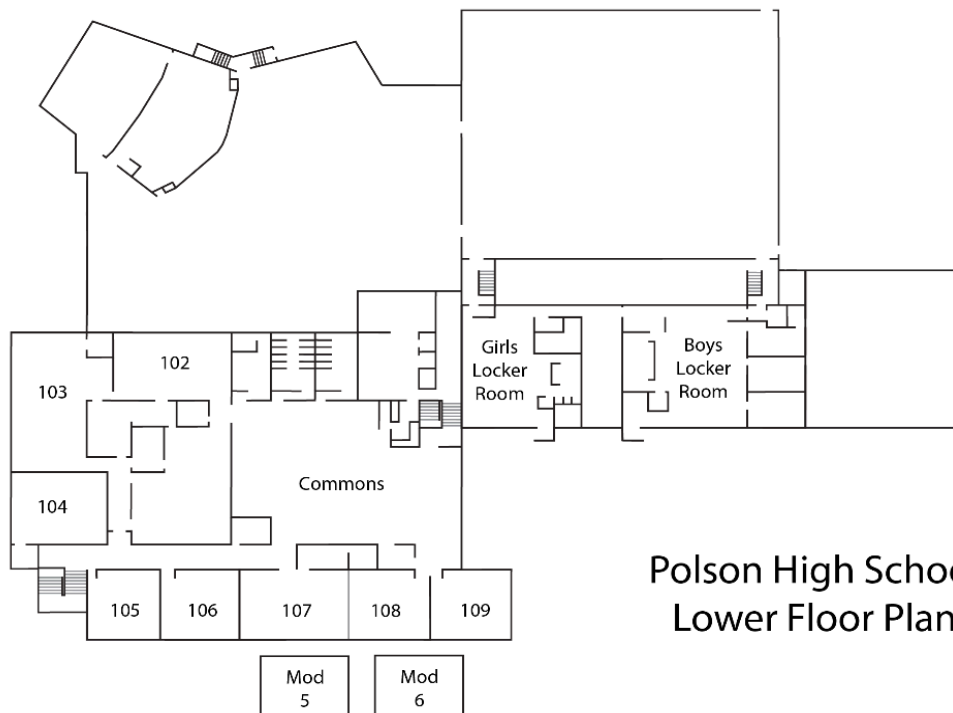 102
103
Girls
Locker
Room
Boys
Locker
Room
Commons
104
Polson High Schoo
Lower Floor Plan
105
106
107
108
109
Mod
5
Mod
6